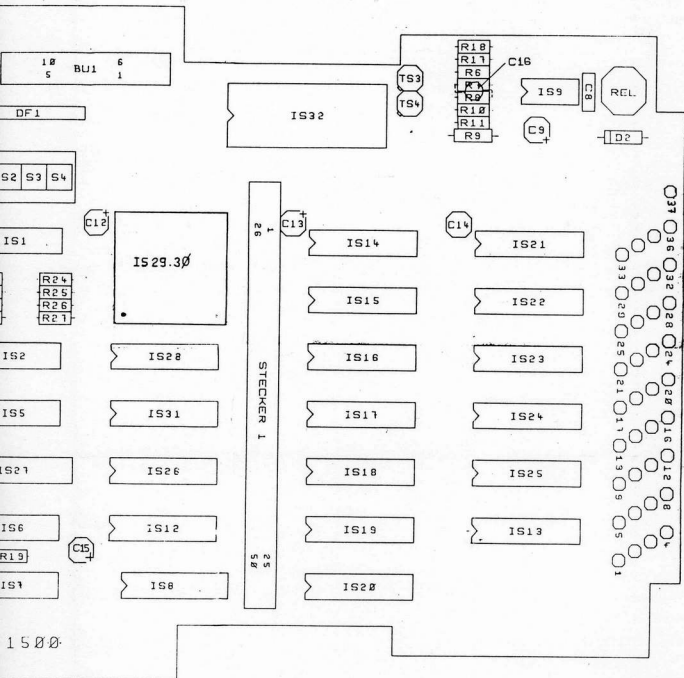 R18
R17
C16
10 6
5 BU1 1
R6
R8
TS3
IS9
C8
REL
TS4
R10
DF1
IS32
R11
C9
R9
D2
S2 S3 S4
37
C12
C13
C14
1
26
36
IS1
IS14
IS21
33
32
IS29.30
R24
R25
R26
R27
IS15
IS22
29
28
25
24
IS2
IS28
IS16
IS23
21
20
STECKER 1
IS5
IS31
IS17
IS24
17
16
13
12
IS27
IS26
IS18
IS25
9
8
IS6
IS12
IS19
IS13
5
4
R19
C15
25
50
1
IS7
IS8
IS20
1500